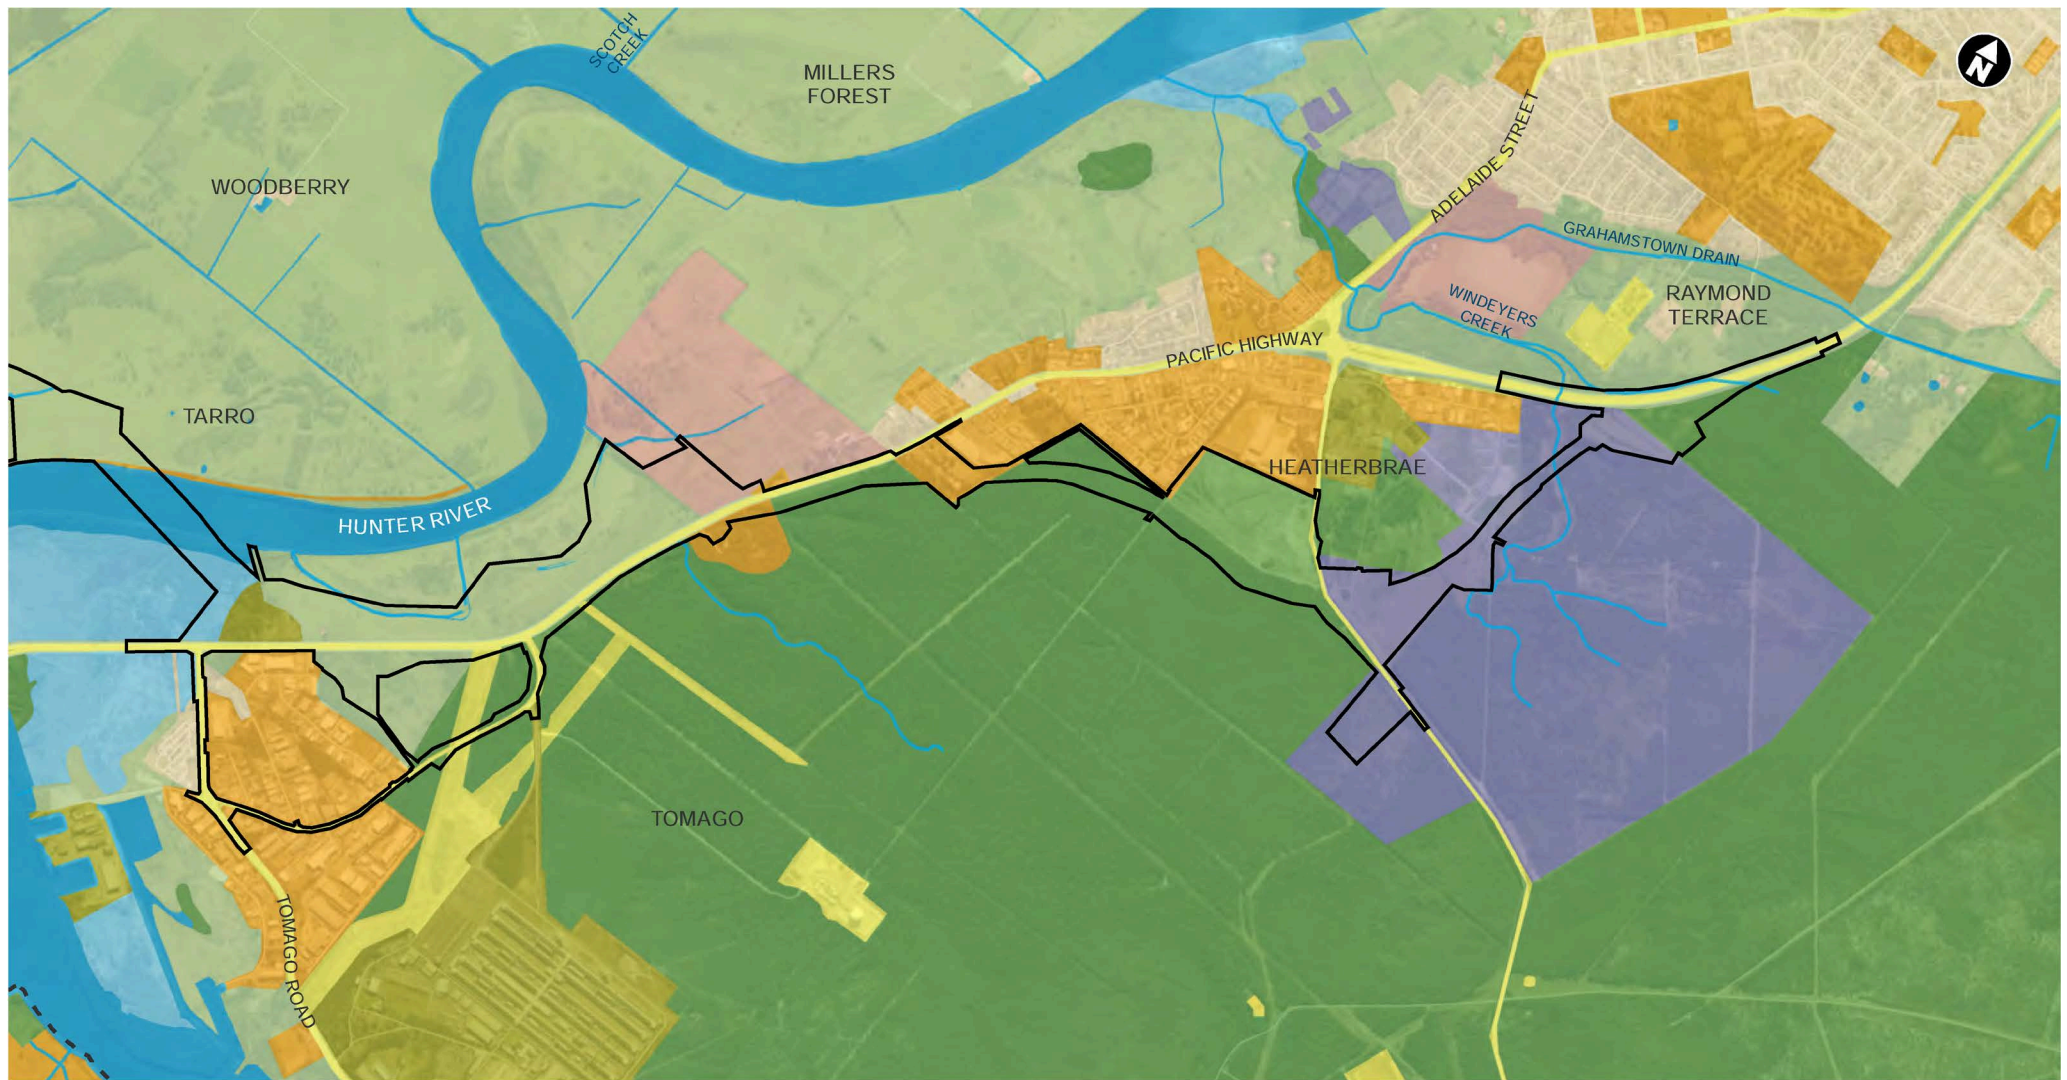 SCOTCH
CREEK
MILLERS
FOREST
N
WOODBERRY
ADELAIDE STREET
GRAHAMSTOWN DRAIN
WINDEYERS
CREEK
RAYMOND
TERRACE
PACIFIC HIGHWAY
TARRO
HEATHERBRAE
HUNTER RIVER
TOMAGO
TOMAGO ROAD